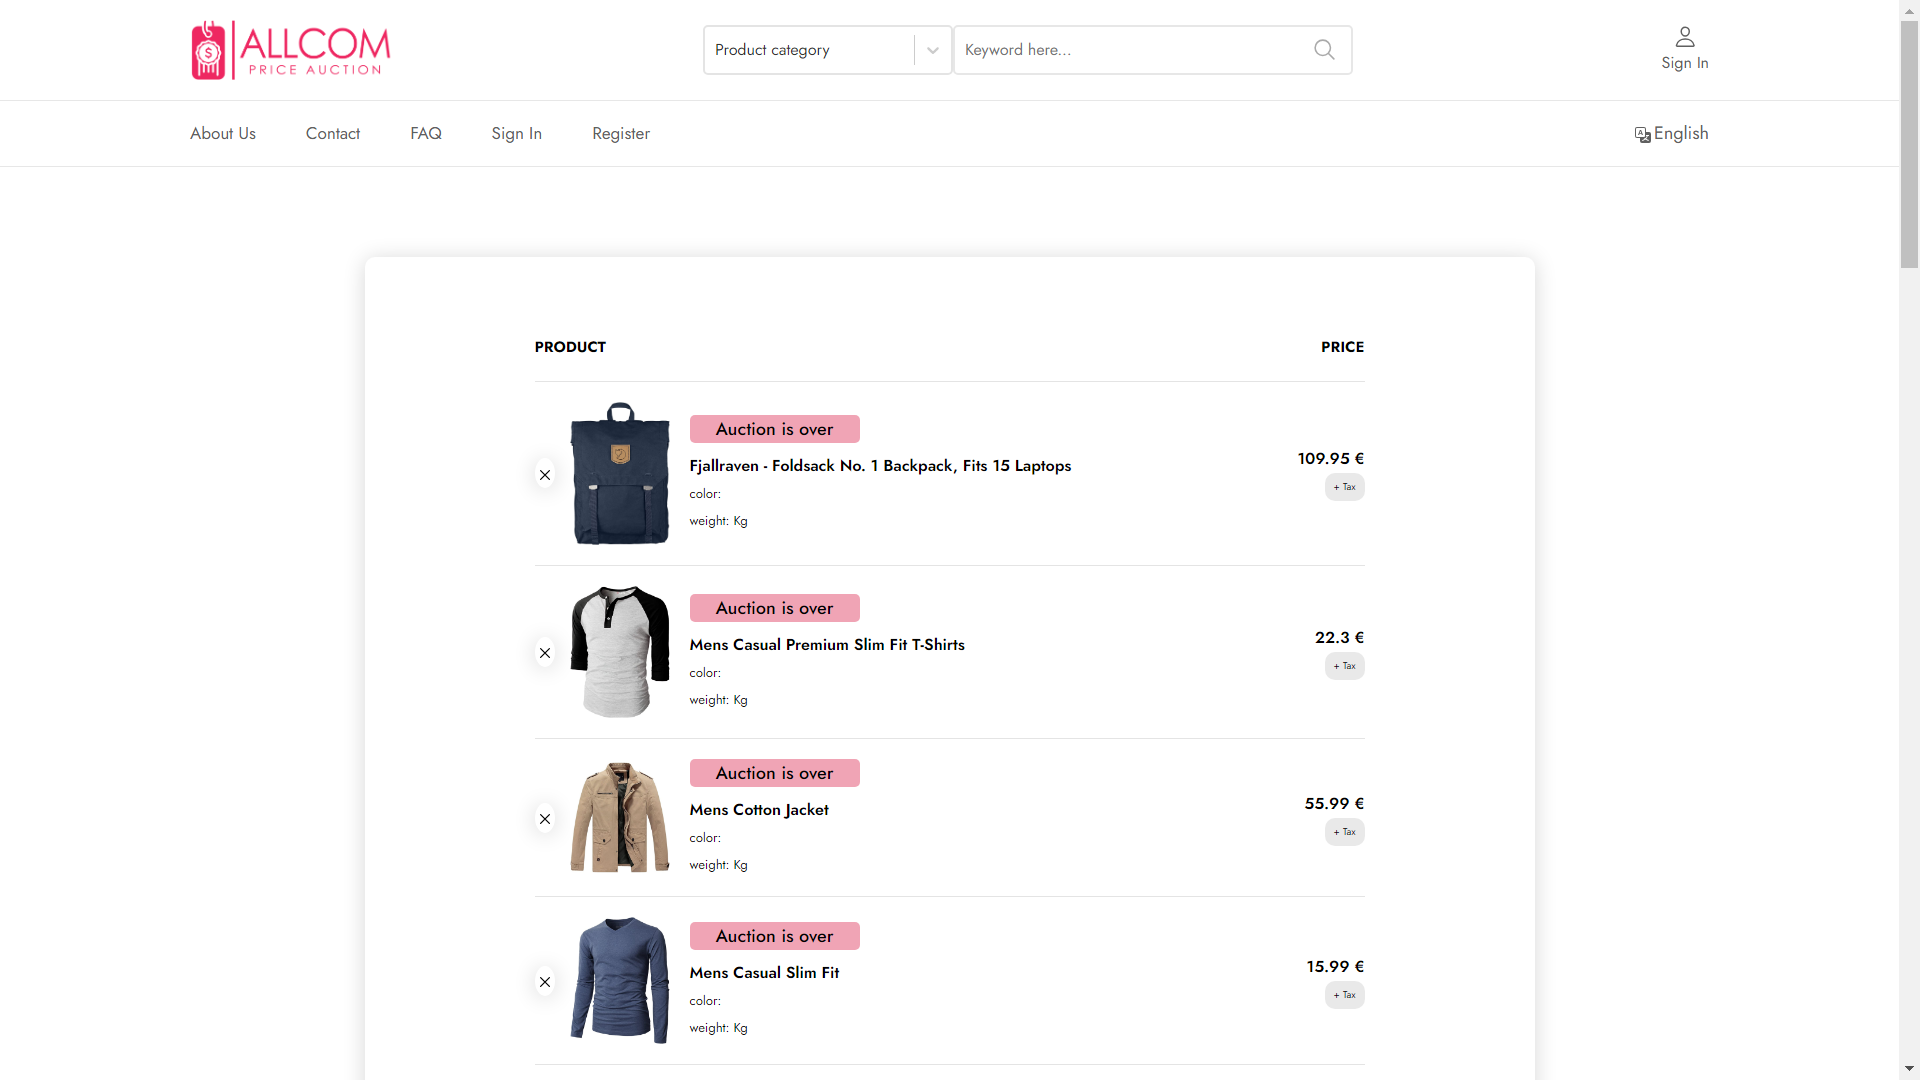 ALLCOM
PRICE AUCTION
Product category
Keyword here...
Sign In
About Us
Contact
FAQ
Sign In
Register
English
PRODUCT
PRICE
Auction is over
Fjallraven - Foldsack No. 1 Backpack, Fits 15 Laptops
color:
weight: Kg
109.95 €
+ Tax
Auction is over
Mens Casual Premium Slim Fit T-Shirts
color:
weight: Kg
22.3 €
+ Tax
Auction is over
Mens Cotton Jacket
color:
weight: Kg
55.99 €
+ Tax
Auction is over
Mens Casual Slim Fit
color:
weight: Kg
15.99 €
+ Tax